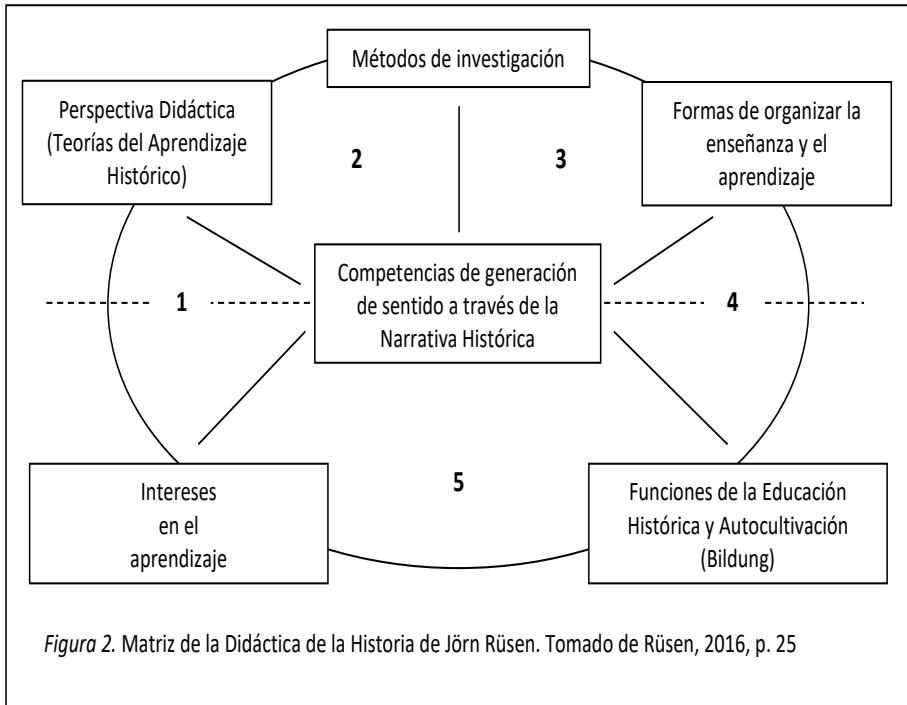 Métodos de investigación
Perspectiva Didáctica
(Teorías del Aprendizaje
Histórico)
Formas de organizar la
enseñanza y el
aprendizaje
2
3
Competencias de generación
de sentido a través de la
Narrativa Histórica
1
4
5
Intereses
en el
aprendizaje
Funciones de la Educación
Histórica y Autocultivación
(Bildung)
Figura 2. Matriz de la Didáctica de la Historia de Jörn Rüsen. Tomado de Rüsen, 2016, p. 25